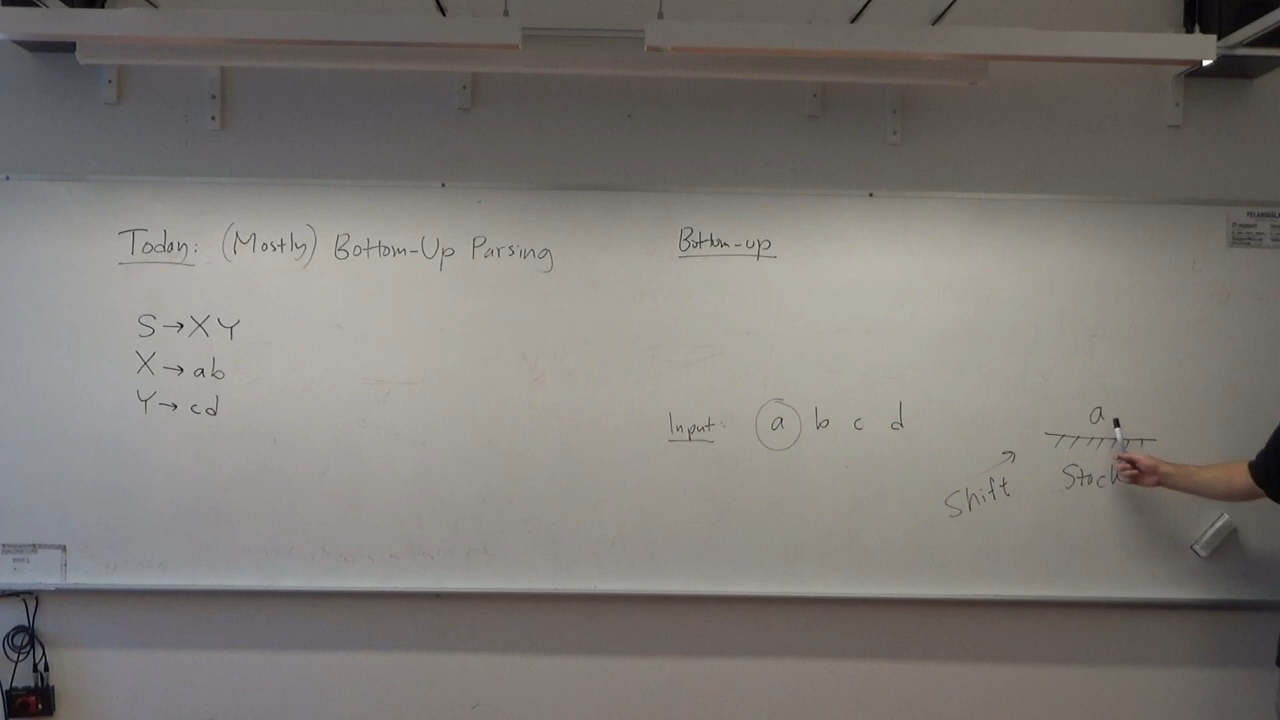 Today: (Mostly) Bottom-Up Parsing
S → X Y
X → ab
Y → cd
Bottom-up
Input: a b c d
a
Shift
Stack